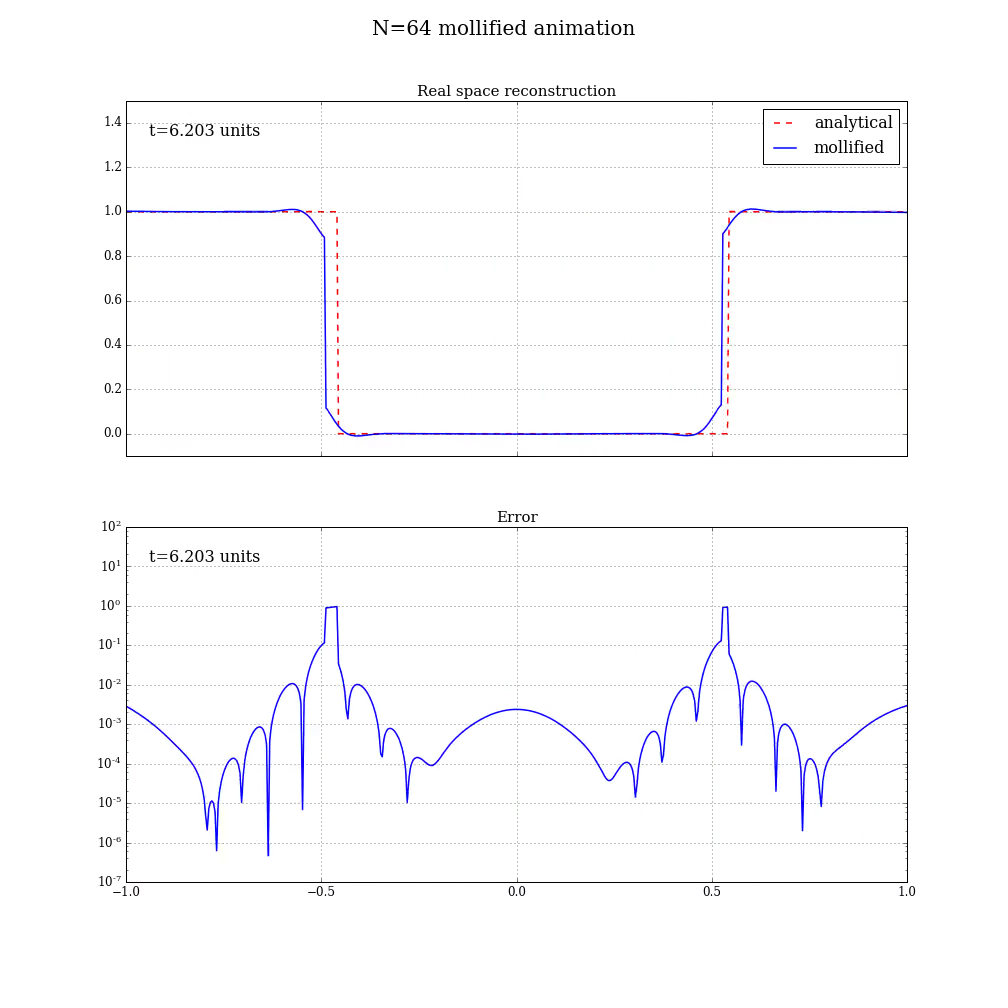 N=64 mollified animation
Real space reconstruction
t=6.203 units
analytical
mollified
1.4
1.2
1.0
0.8
0.6
0.4
0.2
0.0
Error
t=6.203 units
10²
10¹
10⁰
10⁻¹
10⁻²
10⁻³
10⁻⁴
10⁻⁵
10⁻⁶
10⁻⁷
−1.0 −0.5 0.0 0.5 1.0